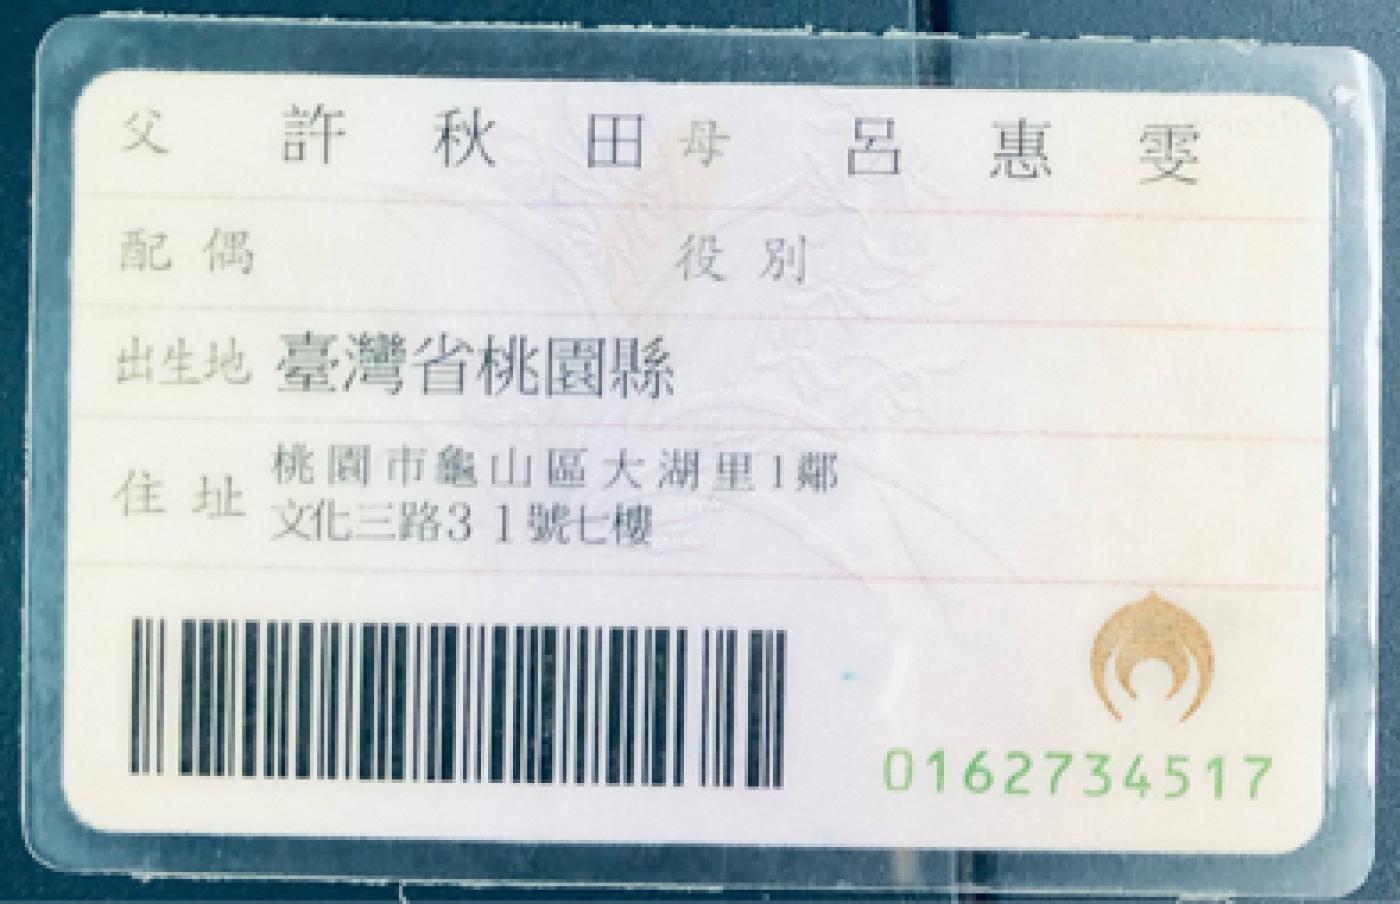 父 許秋田 母 呂惠雯
配偶 役別
出生地 臺灣省桃園縣
住址 桃園市龜山區大湖里1鄰
文化三路31號七樓
0162734517